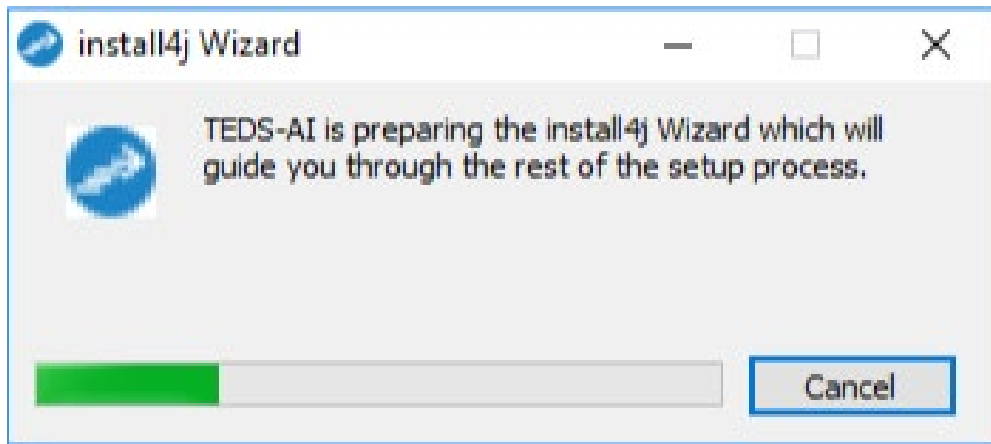 install4j Wizard
TEDS-AI is preparing the install4j Wizard which will
guide you through the rest of the setup process.
Cancel